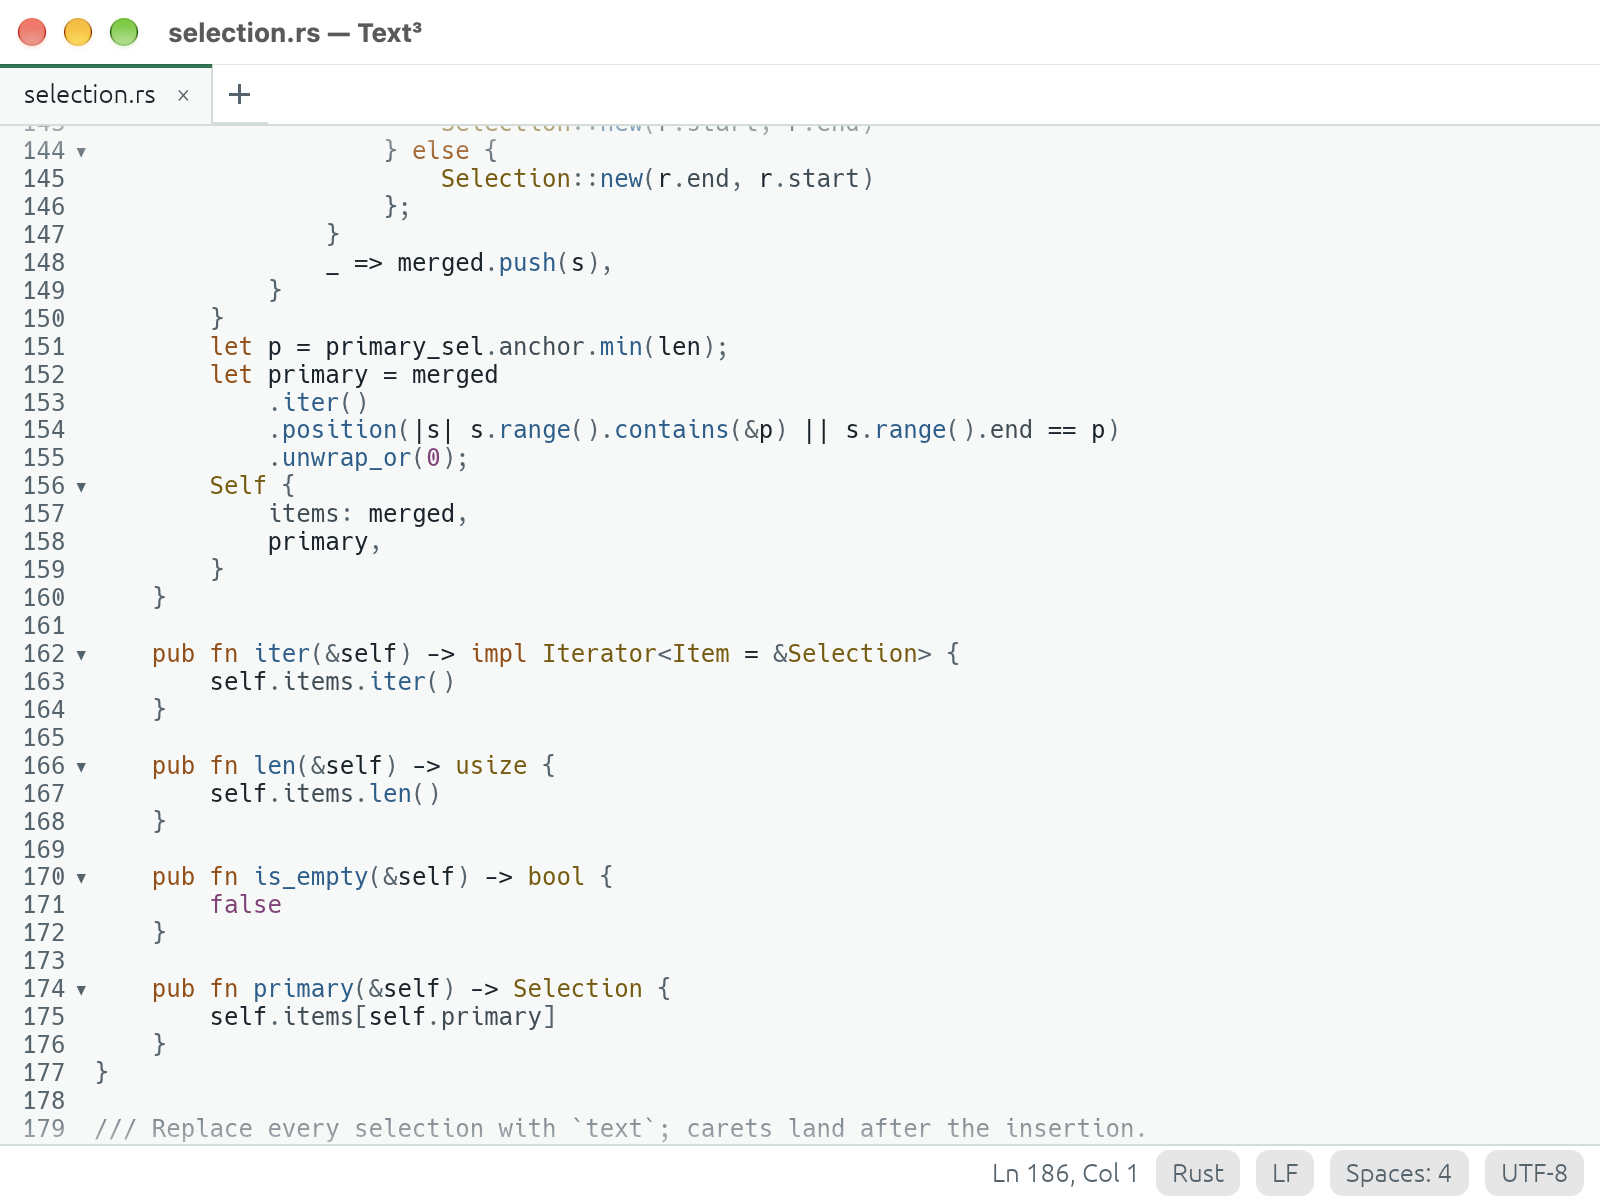 selection.rs — Text³
selection.rs × +
143 Selection::new(r.start, r.end)
144 ▾ } else {
145 Selection::new(r.end, r.start)
146 };
147 }
148 _ => merged.push(s),
149 }
150 }
151 let p = primary_sel.anchor.min(len);
152 let primary = merged
153 .iter()
154 .position(|s| s.range().contains(&p) || s.range().end == p)
155 .unwrap_or(0);
156 ▾ Self {
157 items: merged,
158 primary,
159 }
160 }
161
162 ▾ pub fn iter(&self) -> impl Iterator<Item = &Selection> {
163 self.items.iter()
164 }
165
166 ▾ pub fn len(&self) -> usize {
167 self.items.len()
168 }
169
170 ▾ pub fn is_empty(&self) -> bool {
171 false
172 }
173
174 ▾ pub fn primary(&self) -> Selection {
175 self.items[self.primary]
176 }
177 }
178
179 /// Replace every selection with `text`; carets land after the insertion.
Ln 186, Col 1 Rust LF Spaces: 4 UTF-8